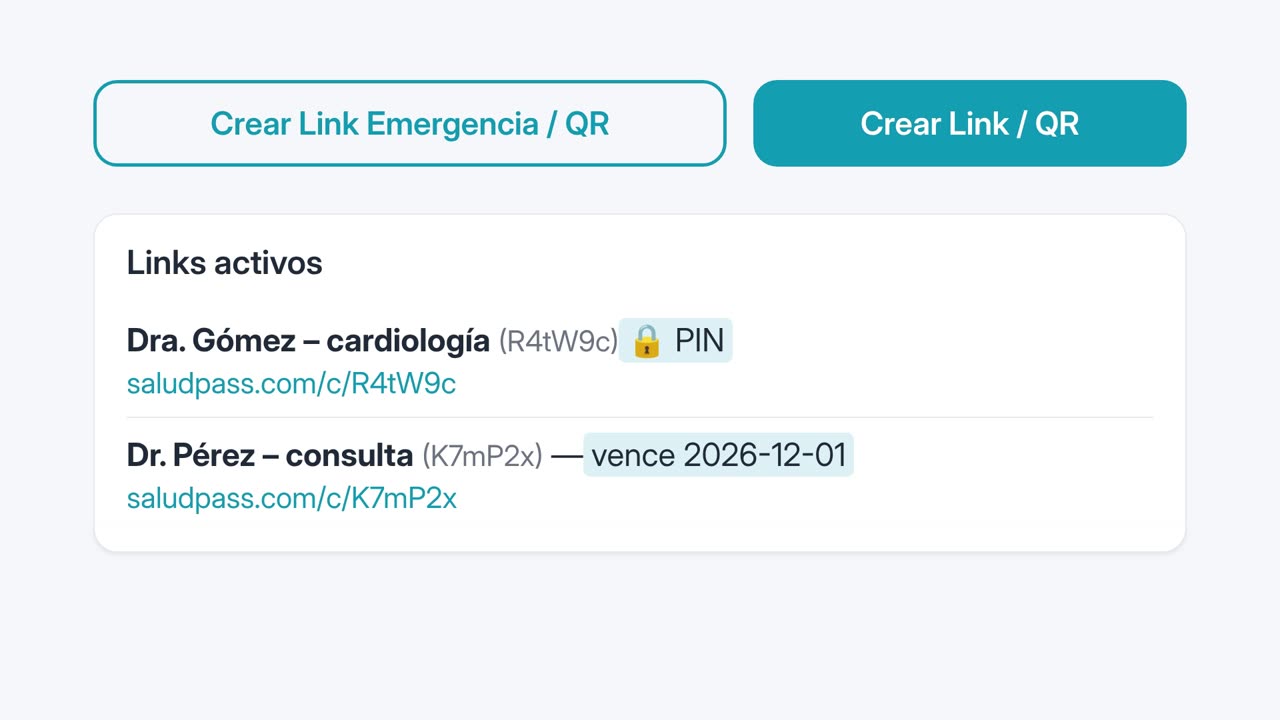 Crear Link Emergencia / QR
Crear Link / QR
Links activos
Dra. Gómez – cardiología (R4tW9c) 🔒 PIN
saludpass.com/c/R4tW9c
Dr. Pérez – consulta (K7mP2x) — vence 2026-12-01
saludpass.com/c/K7mP2x